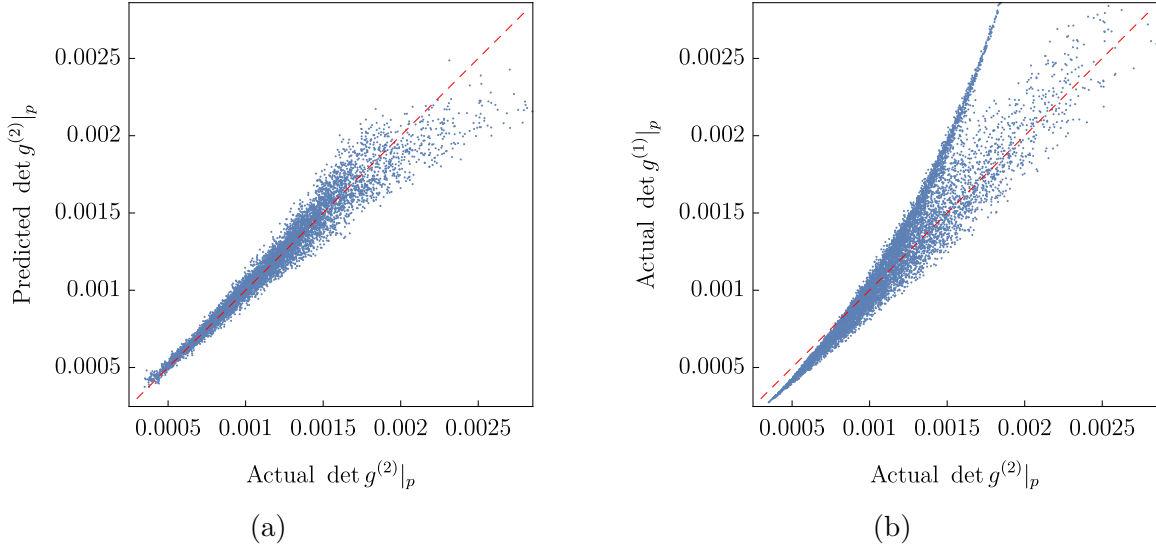 0.0025
0.002
0.0015
0.001
0.0005
Predicted det g^{(2)}|_p
0.0005 0.001 0.0015 0.002 0.0025
Actual det g^{(2)}|_p
(a)
0.0025
0.002
0.0015
0.001
0.0005
Actual det g^{(1)}|_p
0.0005 0.001 0.0015 0.002 0.0025
Actual det g^{(2)}|_p
(b)